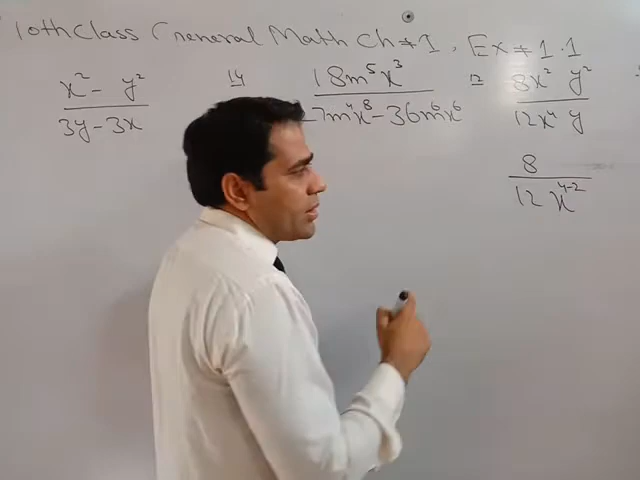 10th Class General Math Ch # 1, Ex # 1.1
x² - y² / 3y - 3x
14
18m⁵x³ / 27m⁴x⁸ - 36m⁶x⁶
12
8x² y² / 12x⁴ y
8 / 12 x⁴⁻²